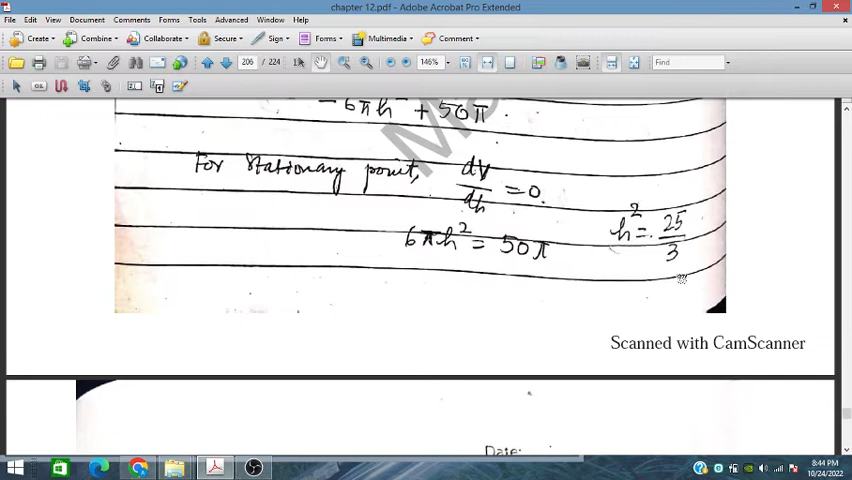 chapter 12.pdf - Adobe Acrobat Pro Extended
File Edit View Document Comments Forms Tools Advanced Window Help
Create Combine Collaborate Secure Sign Forms Multimedia Comment
206 / 224 146% Find
- 6πh² + 50π.
For stationary point, dV/dh = 0.
6πh² = 50π h² = 25/3
Scanned with CamScanner
Date:
8:44 PM
10/24/2022